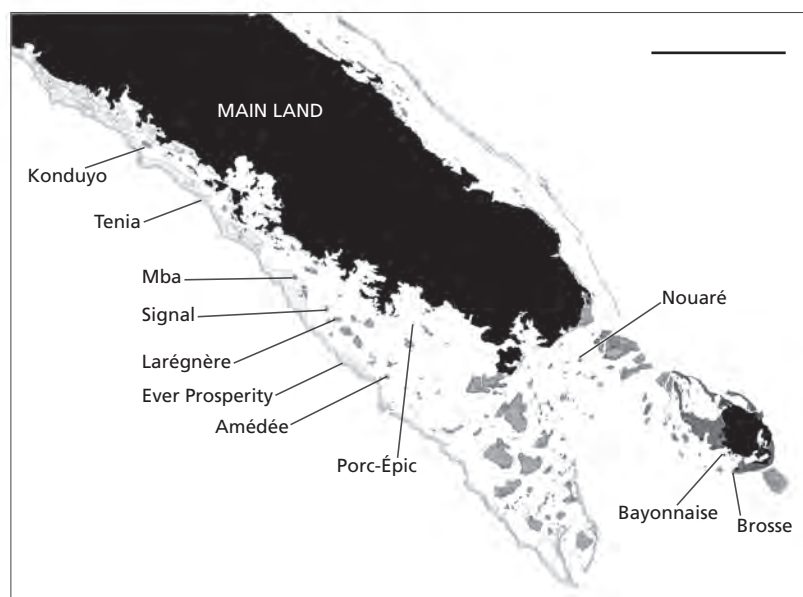 MAIN LAND
Konduyo
Tenia
Mba
Signal
Larégnère
Ever Prosperity
Amédée
Porc-Épic
Nouaré
Bayonnaise
Brosse